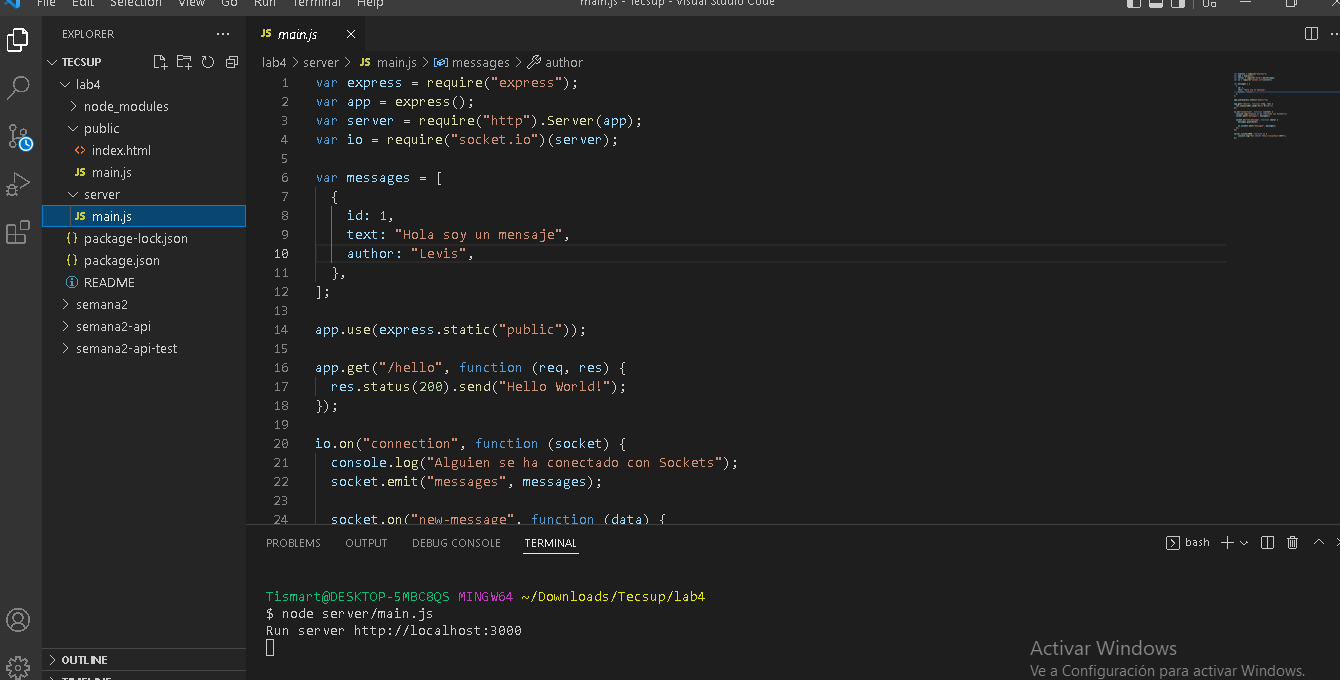 File Edit Selection View Go Run Terminal Help main.js - Tecsup - Visual Studio Code
EXPLORER
TECSUP
lab4
node_modules
public
index.html
JS main.js
server
JS main.js
{} package-lock.json
{} package.json
README
semana2
semana2-api
semana2-api-test
OUTLINE
TIMELINE
JS main.js
lab4 > server > JS main.js > messages > author
1 var express = require("express");
2 var app = express();
3 var server = require("http").Server(app);
4 var io = require("socket.io")(server);
5
6 var messages = [
7 {
8 id: 1,
9 text: "Hola soy un mensaje",
10 author: "Levis",
11 },
12 ];
13
14 app.use(express.static("public"));
15
16 app.get("/hello", function (req, res) {
17 res.status(200).send("Hello World!");
18 });
19
20 io.on("connection", function (socket) {
21 console.log("Alguien se ha conectado con Sockets");
22 socket.emit("messages", messages);
23
24 socket.on("new-message", function (data) {
PROBLEMS OUTPUT DEBUG CONSOLE TERMINAL bash
Tismart@DESKTOP-5MBC8QS MINGW64 ~/Downloads/Tecsup/lab4
$ node server/main.js
Run server http://localhost:3000
Activar Windows
Ve a Configuración para activar Windows.